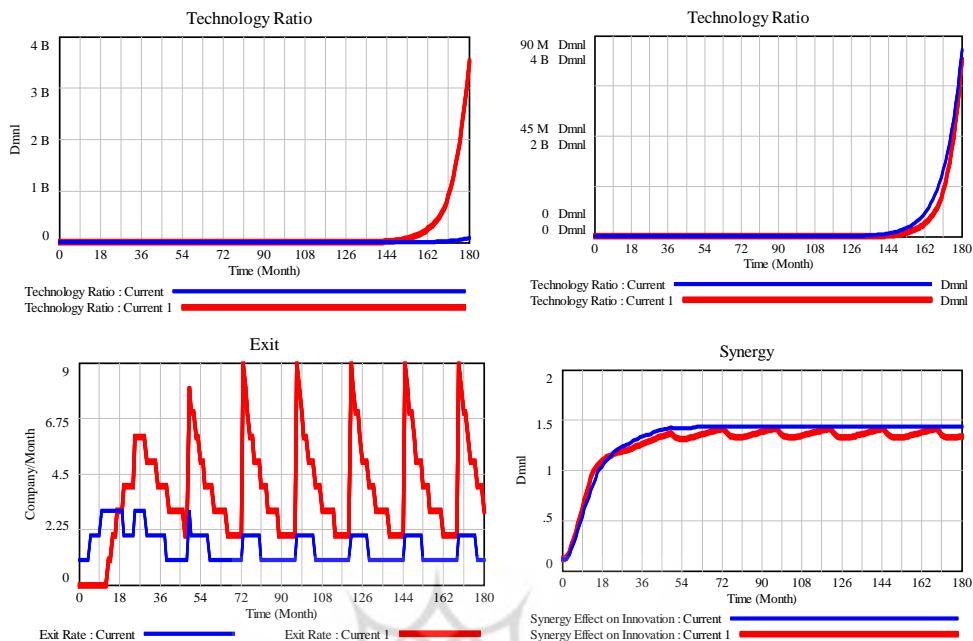 Technology Ratio
4 B
3 B
2 B
1 B
0
Dmnl
0 18 36 54 72 90 108 126 144 162 180
Time (Month)
Technology Ratio : Current
Technology Ratio : Current 1
Technology Ratio
90 M Dmnl
4 B Dmnl
45 M Dmnl
2 B Dmnl
0 Dmnl
0 Dmnl
0 18 36 54 72 90 108 126 144 162 180
Time (Month)
Technology Ratio : Current Dmnl
Technology Ratio : Current 1 Dmnl
Exit
9
6.75
4.5
2.25
0
Company/Month
0 18 36 54 72 90 108 126 144 162 180
Time (Month)
Exit Rate : Current Exit Rate : Current 1
Synergy
2
1.5
1
.5
0
Dmnl
0 18 36 54 72 90 108 126 144 162 180
Time (Month)
Synergy Effect on Innovation : Current
Synergy Effect on Innovation : Current 1